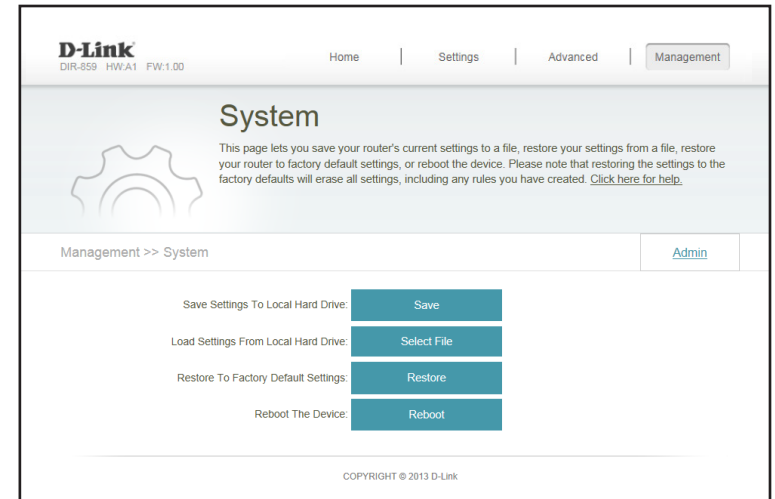 D-Link
DIR-859 HW:A1 FW:1.00
Home
Settings
Advanced
Management
System
This page lets you save your router's current settings to a file, restore your settings from a file, restore
your router to factory default settings, or reboot the device. Please note that restoring the settings to the
factory defaults will erase all settings, including any rules you have created. Click here for help.
Management >> System
Admin
Save Settings To Local Hard Drive:
Save
Load Settings From Local Hard Drive:
Select File
Restore To Factory Default Settings:
Restore
Reboot The Device:
Reboot
COPYRIGHT © 2013 D-Link